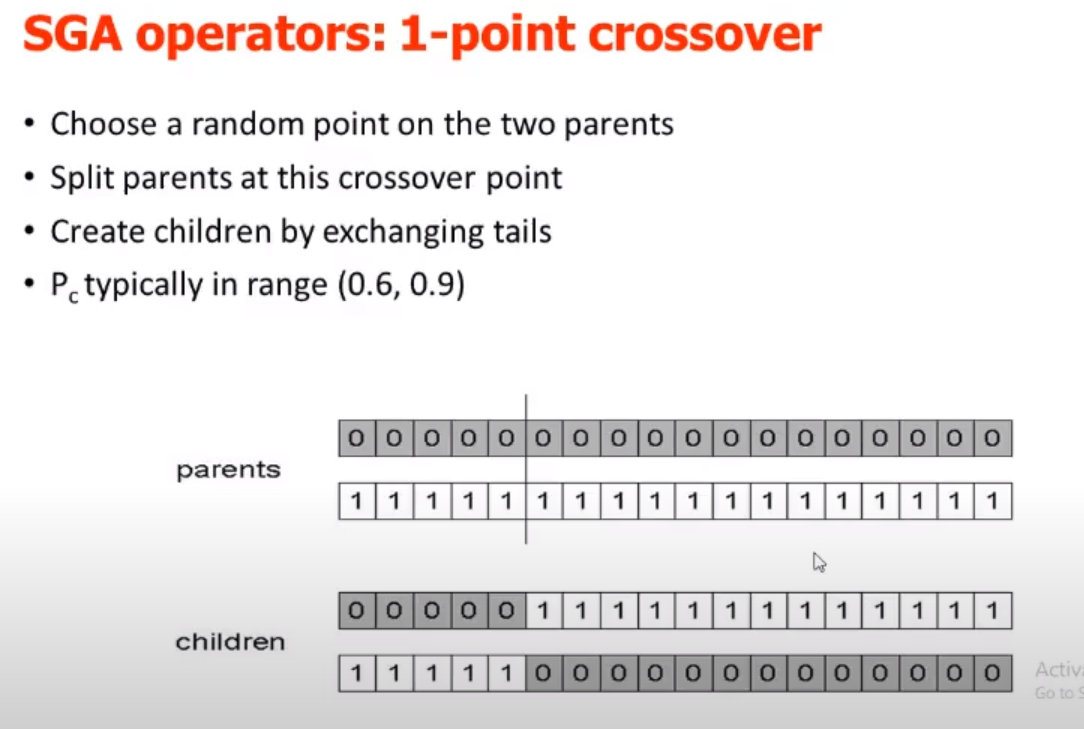 SGA operators: 1-point crossover
• Choose a random point on the two parents
• Split parents at this crossover point
• Create children by exchanging tails
• Pc typically in range (0.6, 0.9)
0 0 0 0 0 0 0 0 0 0 0 0 0 0 0 0 0 0
parents
1 1 1 1 1 1 1 1 1 1 1 1 1 1 1 1 1 1
0 0 0 0 0 1 1 1 1 1 1 1 1 1 1 1 1 1
children
1 1 1 1 1 0 0 0 0 0 0 0 0 0 0 0 0 0
Activ
Go to S